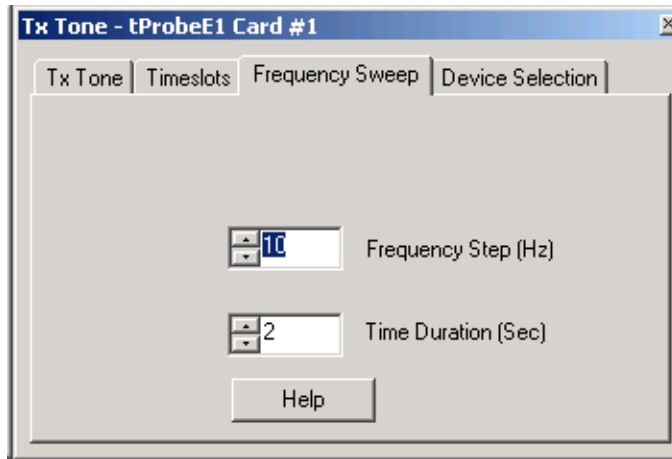 Tx Tone - tProbeE1 Card #1
Tx Tone Timeslots Frequency Sweep Device Selection
10 Frequency Step (Hz)
2 Time Duration (Sec)
Help